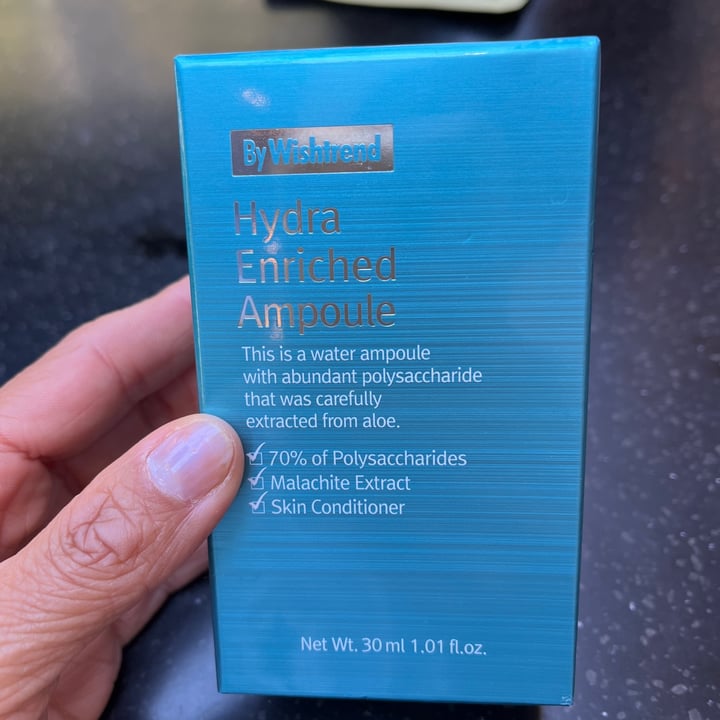 By Wishtrend
Hydra
Enriched
Ampoule
This is a water ampoule
with abundant polysaccharide
that was carefully
extracted from aloe.
70% of Polysaccharides
Malachite Extract
Skin Conditioner
Net Wt. 30 ml 1.01 fl.oz.